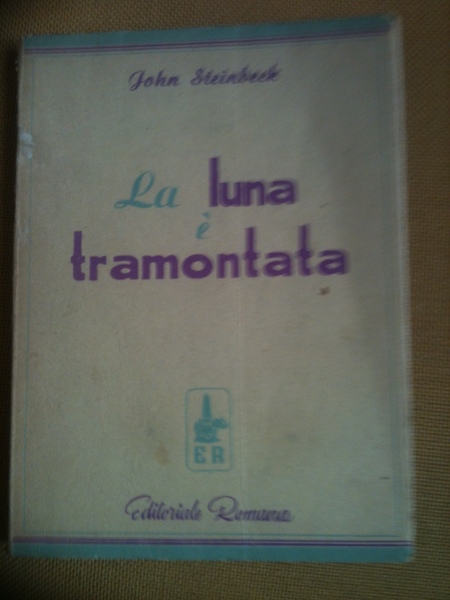 John Steinbeck
La luna
è
tramontata
ER
Editoriale Romana